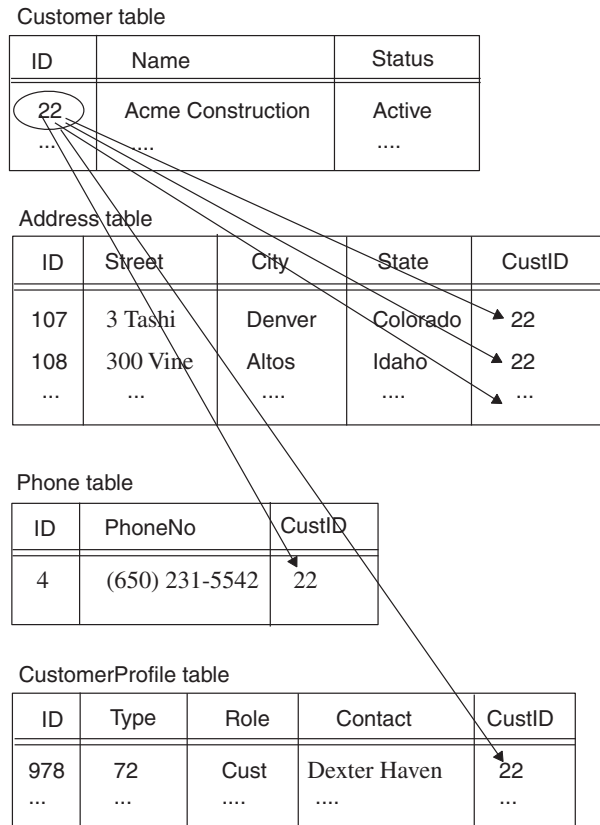 Customer table
ID Name Status
22 Acme Construction Active
... .... ....
Address table
ID Street City State CustID
107 3 Tashi Denver Colorado 22
108 300 Vine Altos Idaho 22
... ... .... .... ...
Phone table
ID PhoneNo CustID
4 (650) 231-5542 22
CustomerProfile table
ID Type Role Contact CustID
978 72 Cust Dexter Haven 22
... ... .... .... ...